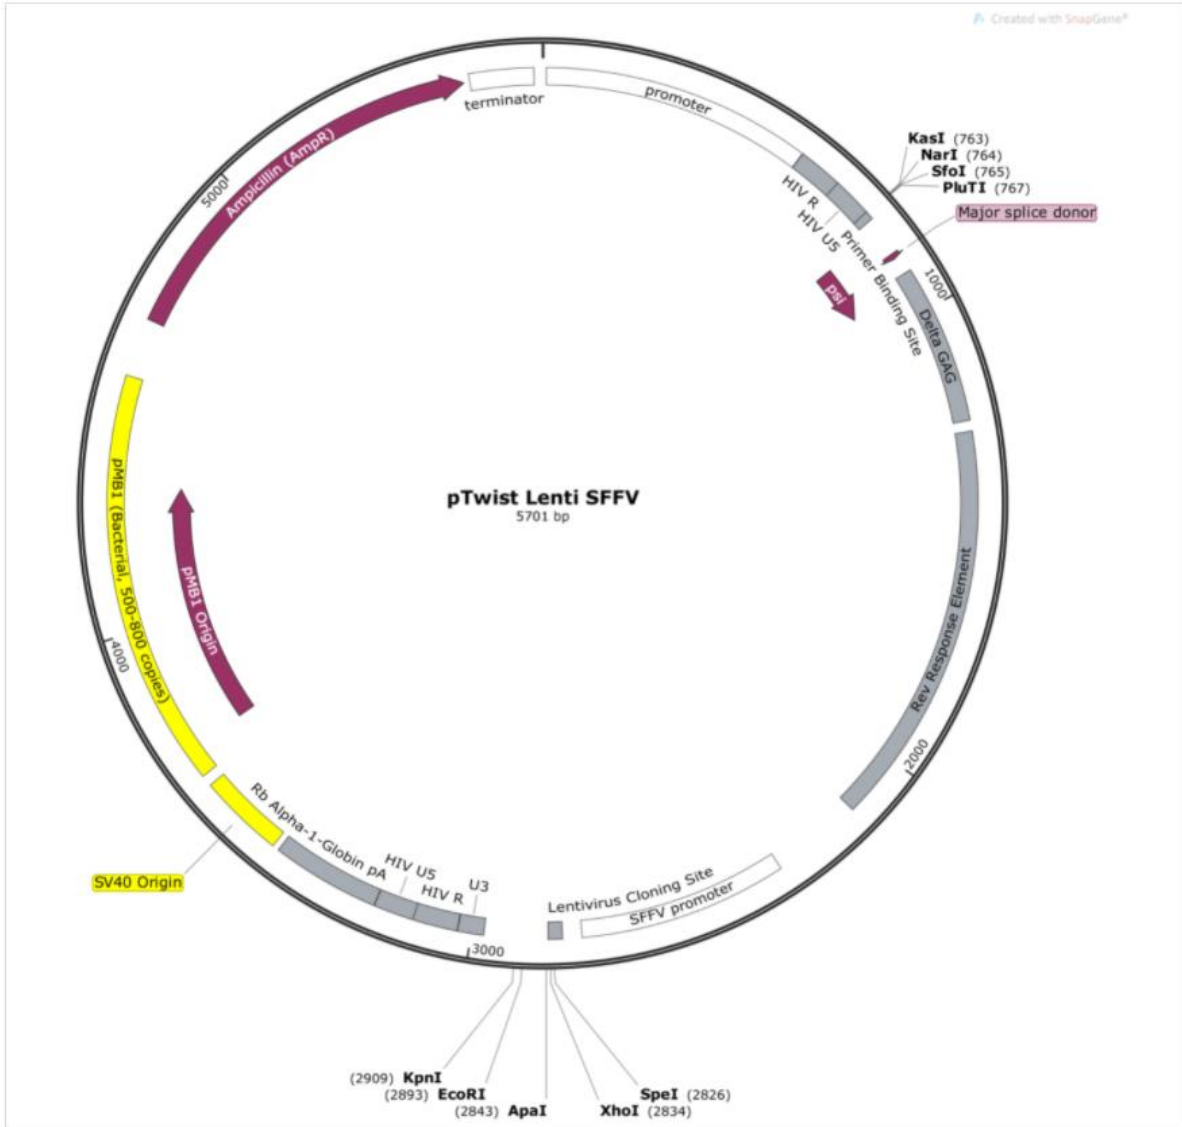 Created with SnapGene®
terminator
promoter
Ampicillin (AmpR)
5000
KasI (763)
NarI (764)
SfoI (765)
PluTI (767)
Major splice donor
HIV R
HIV U5
Primer Binding Site
psi
1000
Delta GAG
pTwist Lenti SFFV
5701 bp
Rev Response Element
2000
pMB1 (Bacterial, 500-800 copies)
pMB1 Origin
4000
SV40 Origin
Rb Alpha-1-Globin pA
HIV U5
HIV R
U3
3000
Lentivirus Cloning Site
SFFV promoter
(2909) KpnI
(2893) EcoRI
(2843) ApaI
SpeI (2826)
XhoI (2834)